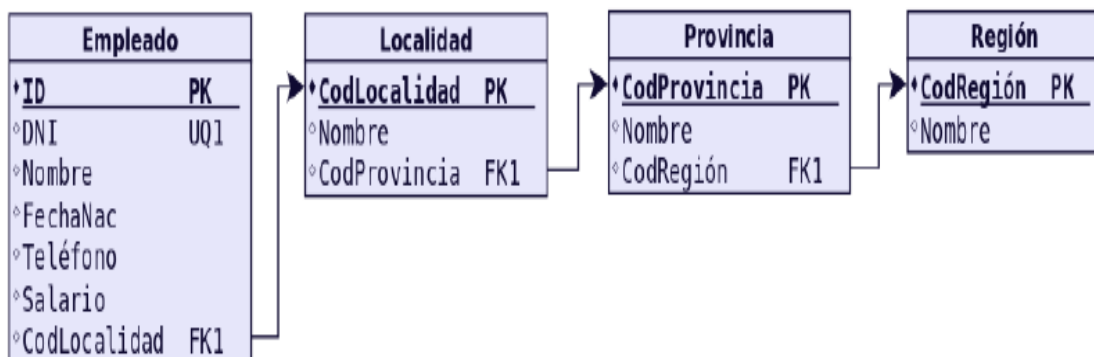 Empleado
ID PK
DNI UQ1
Nombre
FechaNac
Teléfono
Salario
CodLocalidad FK1
Localidad
CodLocalidad PK
Nombre
CodProvincia FK1
Provincia
CodProvincia PK
Nombre
CodRegión FK1
Región
CodRegión PK
Nombre